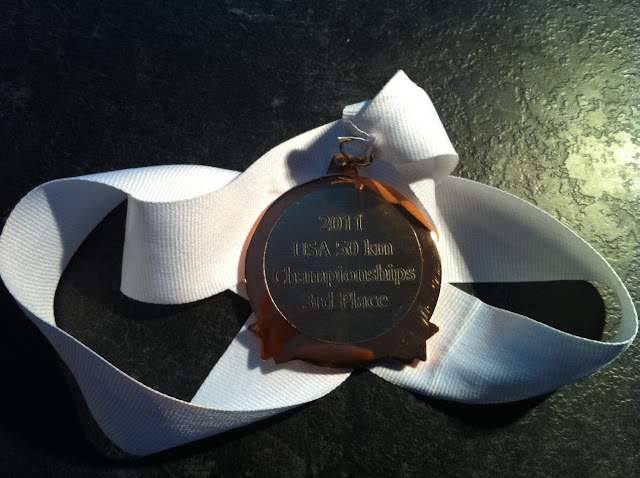 2011
USA 50 km
Championships
3rd Place